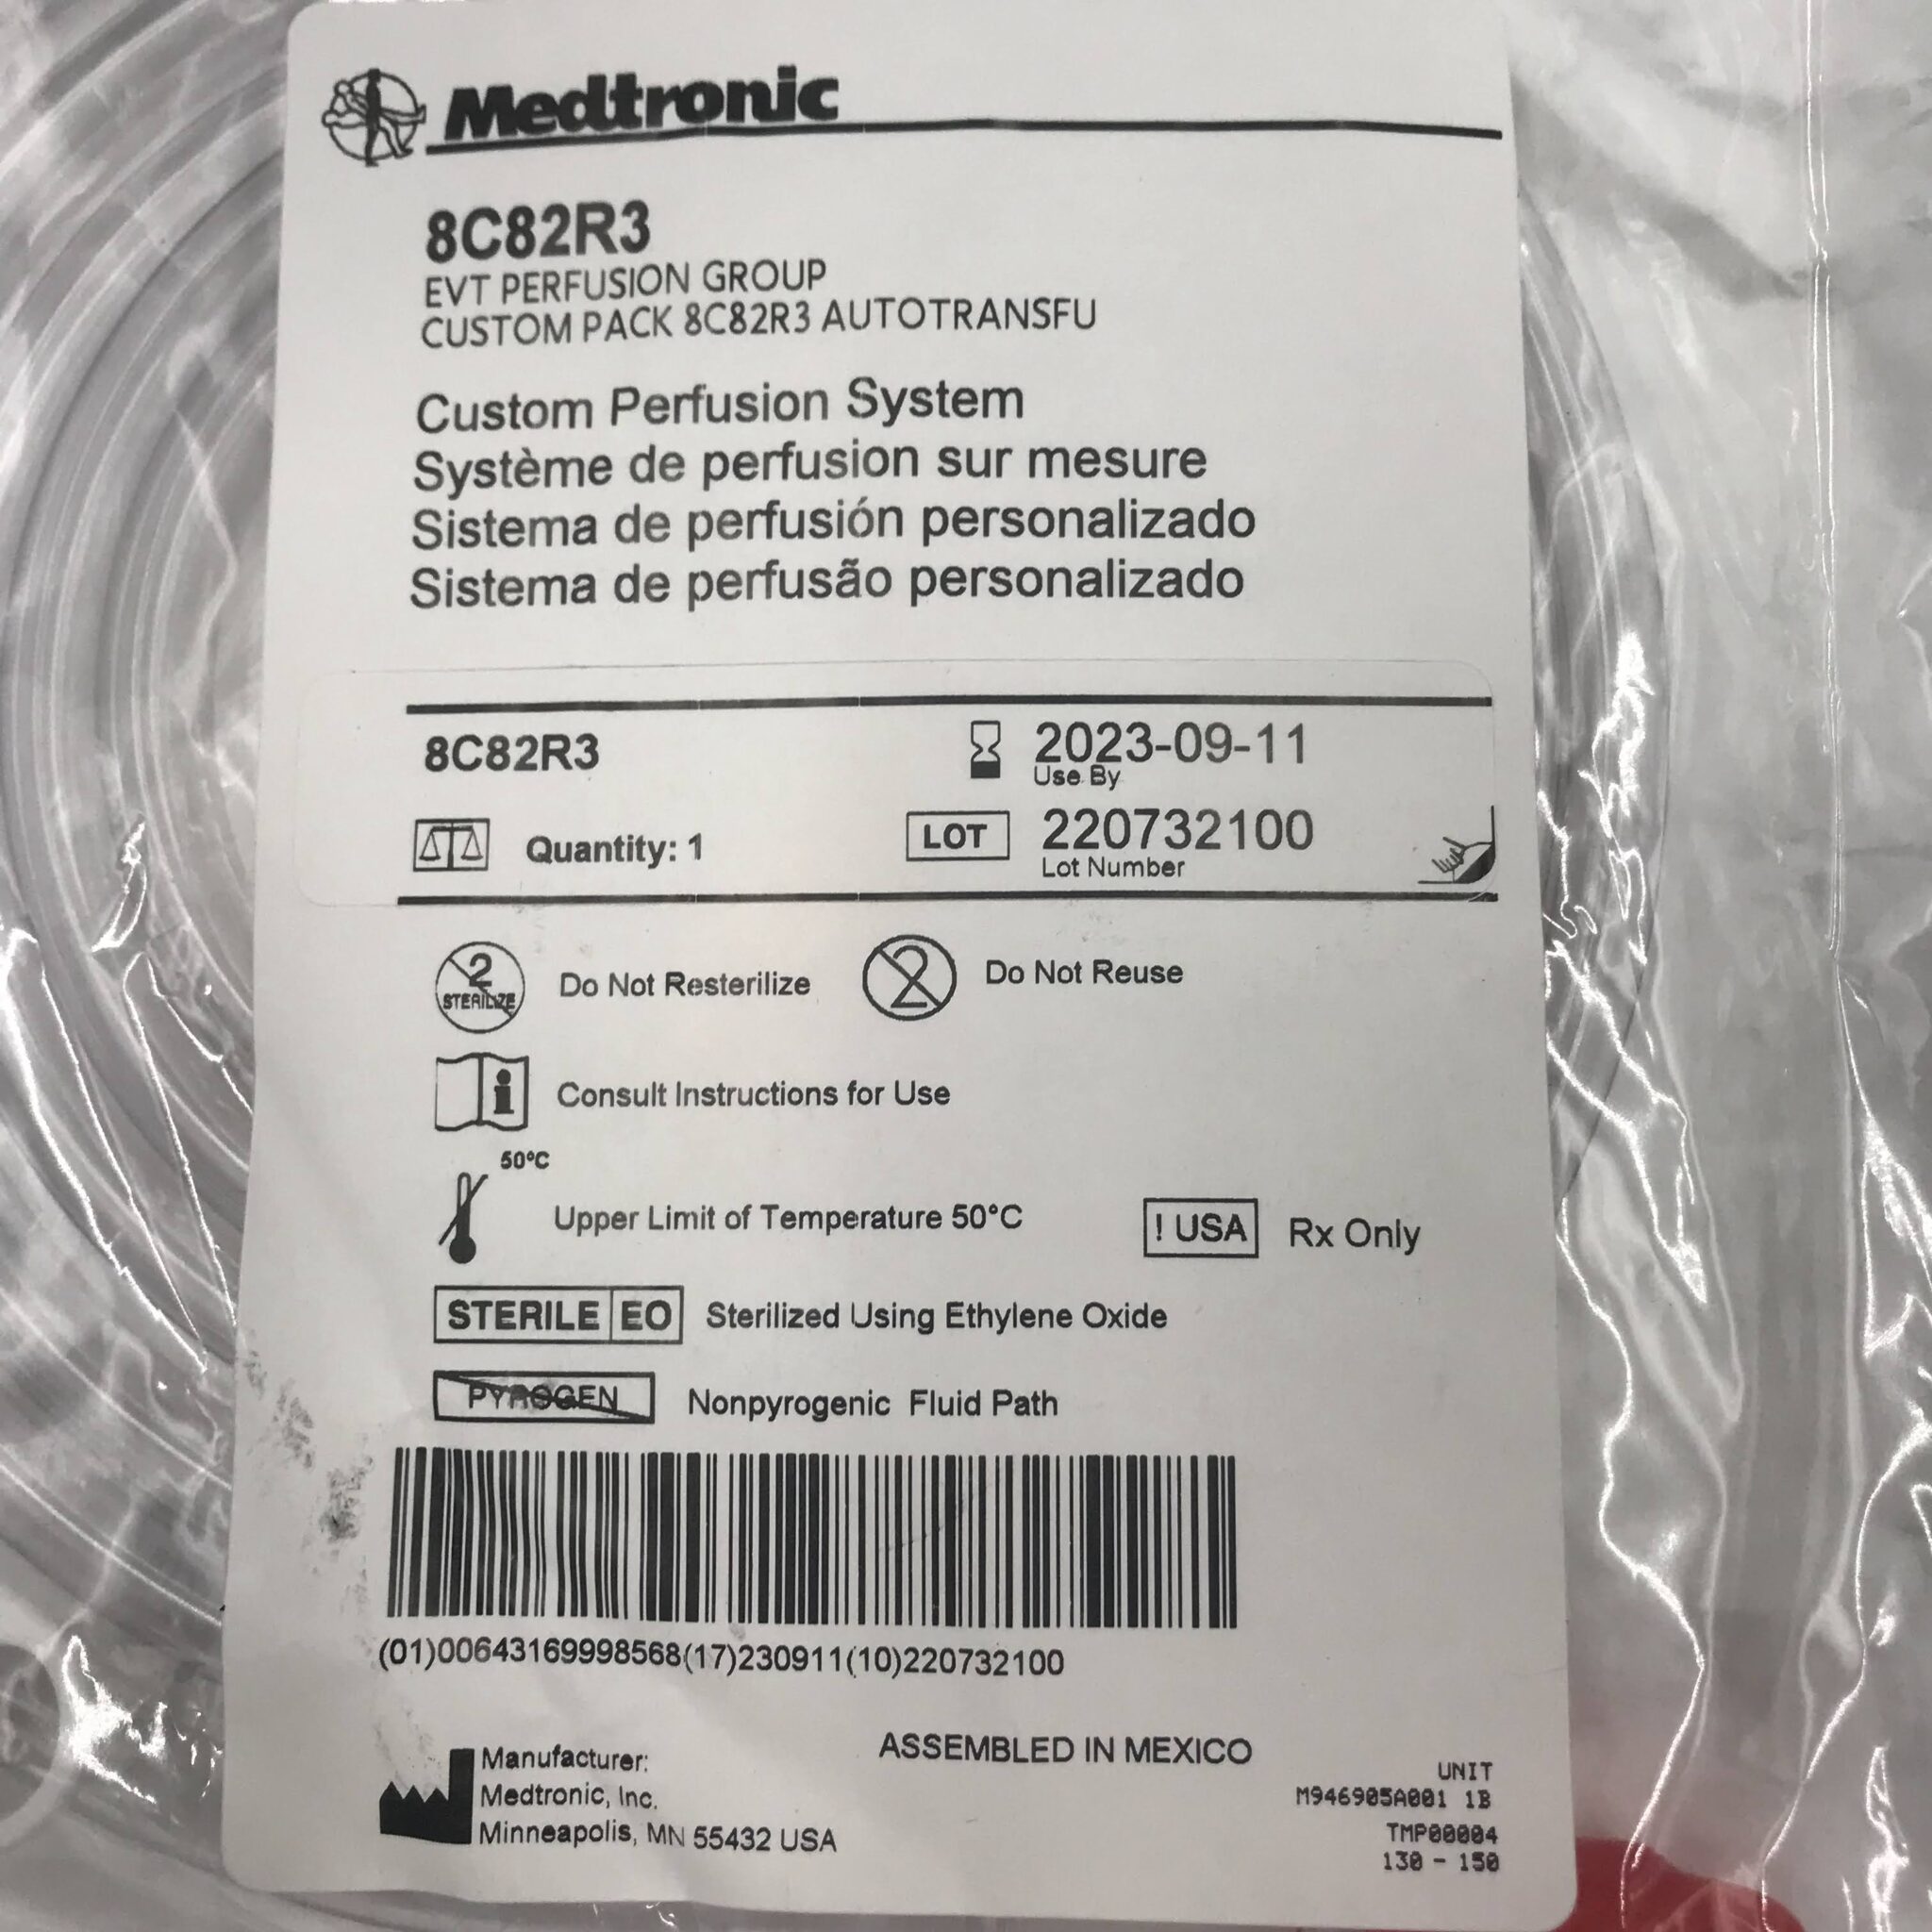 Medtronic
8C82R3
EVT PERFUSION GROUP
CUSTOM PACK 8C82R3 AUTOTRANSFU
Custom Perfusion System
Système de perfusion sur mesure
Sistema de perfusión personalizado
Sistema de perfusão personalizado
8C82R3
2023-09-11
Use By
Quantity: 1
LOT 220732100
Lot Number
2 STERILIZE Do Not Resterilize 2 Do Not Reuse
i Consult Instructions for Use
50°C
Upper Limit of Temperature 50°C ! USA Rx Only
STERILE EO Sterilized Using Ethylene Oxide
PYROGEN Nonpyrogenic Fluid Path
(01)00643169998568(17)230911(10)220732100
ASSEMBLED IN MEXICO
Manufacturer:
Medtronic, Inc.
Minneapolis, MN 55432 USA
UNIT
M946905A001 1B
TMP00004
130 - 150